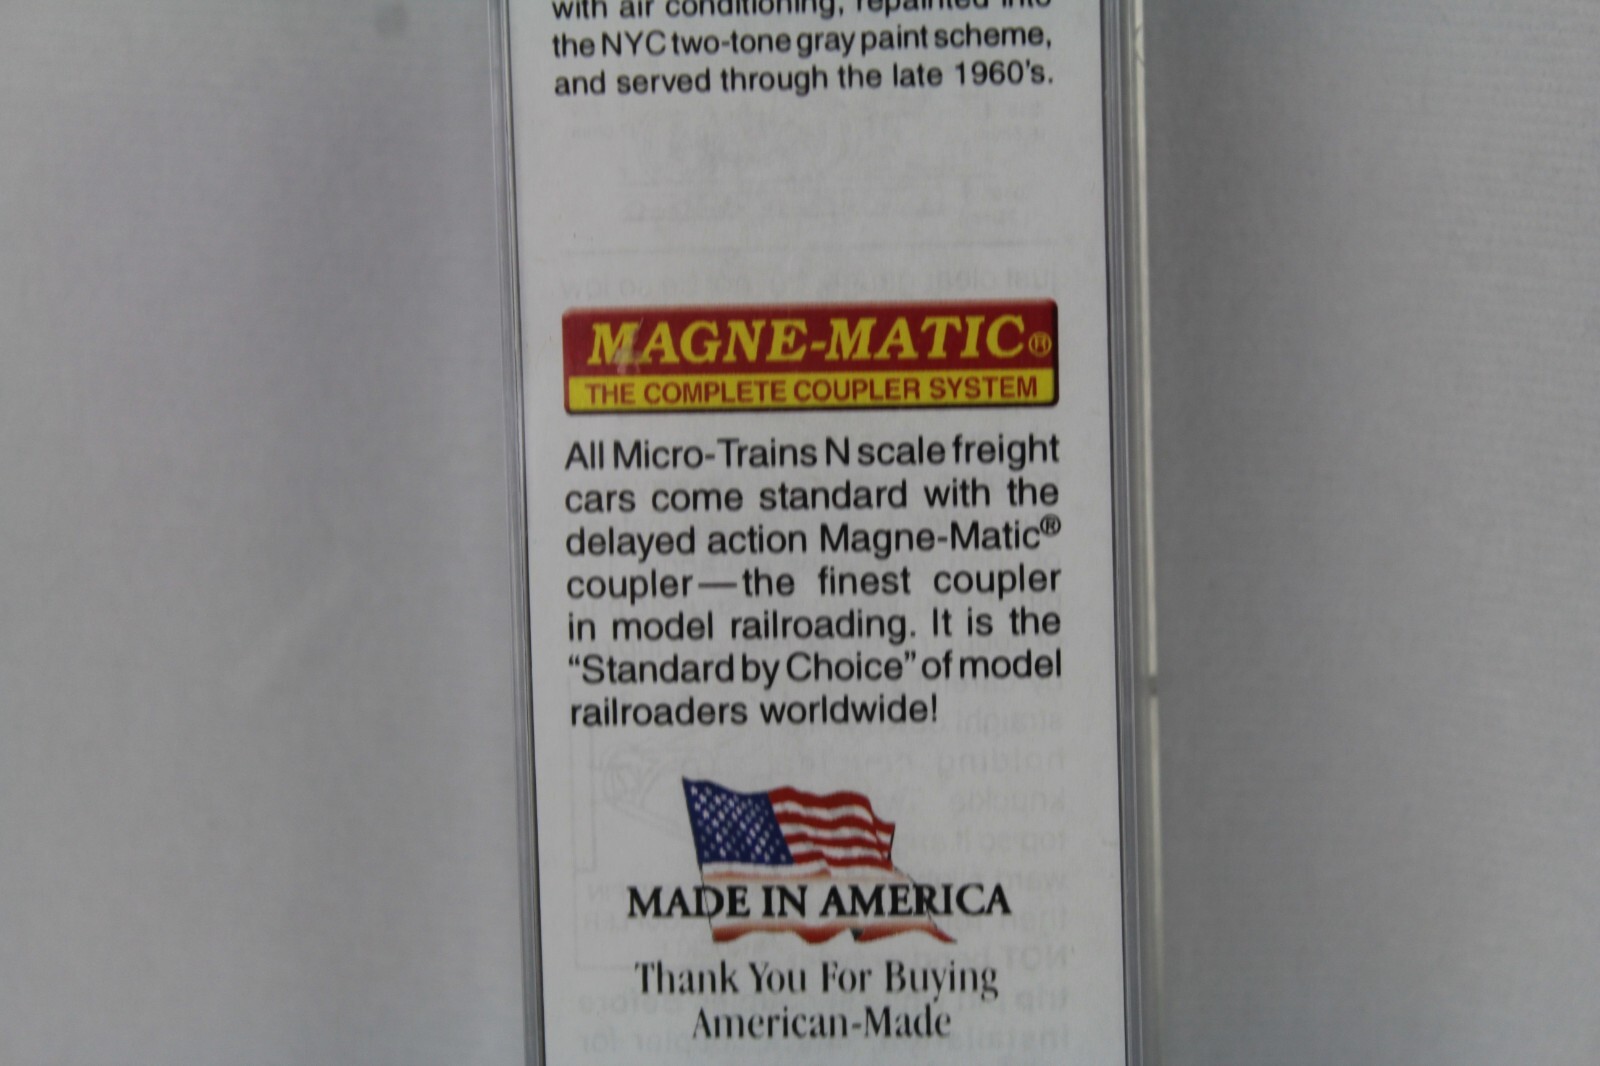 with air conditioning, repainted into
the NYC two-tone gray paint scheme,
and served through the late 1960's.
MAGNE-MATIC®
THE COMPLETE COUPLER SYSTEM
All Micro-Trains N scale freight
cars come standard with the
delayed action Magne-Matic®
coupler—the finest coupler
in model railroading. It is the
“Standard by Choice” of model
railroaders worldwide!
MADE IN AMERICA
Thank You For Buying
American-Made